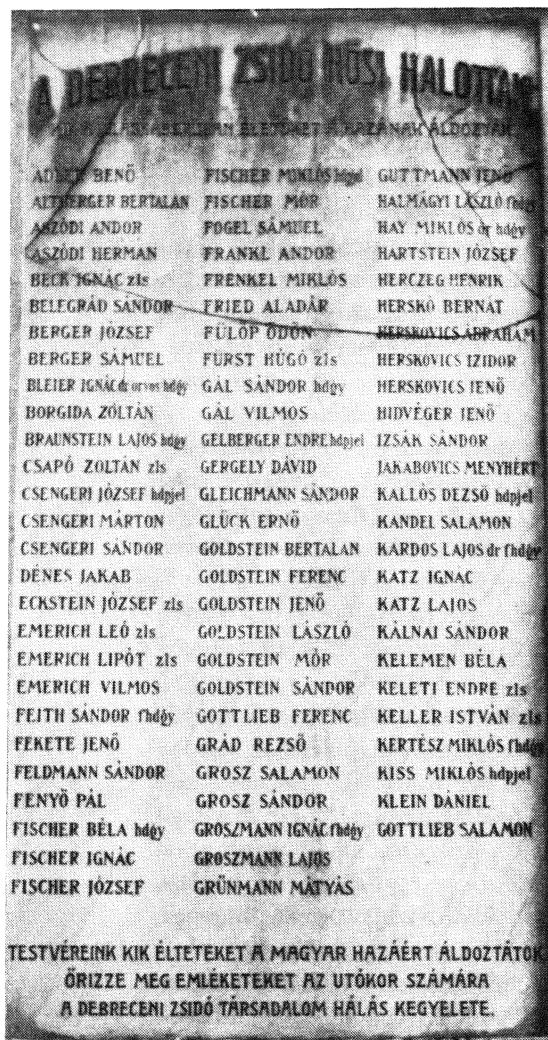 A DEBRECENI ZSIDÓ HŐSI HALOTTAK
A HAZÁNAK ÁLDOZTÁK
ADLER BENŐ
ALTBERGER BERTALAN
ASZÓDI ANDOR
ASZÓDI HERMAN
BECK IGNÁC zls
BELEGRÁD SÁNDOR
BERGER JÓZSEF
BERGER SÁMUEL
BLEIER IGNÁC dr orvos hdgy
BORGIDA ZÓLTÁN
BRAUNSTEIN LAJOS hdgy
CSAPÓ ZOLTÁN zls
CSENGERI JÓZSEF hdpjel
CSENGERI MÁRTON
CSENGERI SÁNDOR
DÉNES JAKAB
ECKSTEIN JÓZSEF zls
EMERICH LEÓ zls
EMERICH LIPÓT zls
EMERICH VILMOS
FEITH SÁNDOR fhdgy
FEKETE JENŐ
FELDMANN SÁNDOR
FENYŐ PÁL
FISCHER BÉLA hdgy
FISCHER IGNÁC
FISCHER JÓZSEF
FISCHER MIKLÓS hdpjel
FISCHER MÓR
FOGEL SÁMUEL
FRANKL ANDOR
FRENKEL MIKLÓS
FRIED ALADÁR
FÜLÖP ÖDÖN
FÜRST HÚGÓ zls
GÁL SÁNDOR hdgy
GÁL VILMOS
GELBERGER ENDRE hdpjel
GERGELY DÁVID
GLEICHMANN SÁNDOR
GLÜCK ERNŐ
GOLDSTEIN BERTALAN
GOLDSTEIN FERENC
GOLDSTEIN JENŐ
GOLDSTEIN LÁSZLÓ
GOLDSTEIN MÓR
GOLDSTEIN SÁNDOR
GOTTLIEB FERENC
GRÁD REZSŐ
GROSZ SALAMON
GROSZ SÁNDOR
GROSZMANN IGNÁC fhdgy
GROSZMANN LAJOS
GRÜNMANN MÁTYÁS
GUTTMANN JENŐ
HALMÁGYI LÁSZLÓ fhdgy
HAY MIKLÓS dr hdgy
HARTSTEIN JÓZSEF
HERCZEG HENRIK
HERSKÓ BERNÁT
HERSKOVICS ÁBRAHÁM
HERSKOVICS IZIDOR
HERSKOVICS JENŐ
HIDVÉGER JENŐ
IZSÁK SÁNDOR
JAKABOVICS MENYHÉRT
KALLÓS DEZSŐ hdpjel
KANDEL SALAMON
KARDOS LAJOS dr fhdgy
KATZ IGNÁC
KATZ LAJOS
KÁLNAI SÁNDOR
KELEMEN BÉLA
KELETI ENDRE zls
KELLER ISTVÁN zls
KERTÉSZ MIKLÓS fhdgy
KISS MIKLÓS hdpjel
KLEIN DÁNIEL
GOTTLIEB SALAMON
TESTVÉREINK KIK ÉLTETEKET A MAGYAR HAZÁÉRT ÁLDOZTÁTOK
ŐRIZZE MEG EMLÉKETEKET AZ UTÓKOR SZÁMÁRA
A DEBRECENI ZSIDÓ TÁRSADALOM HÁLÁS KEGYELETE.